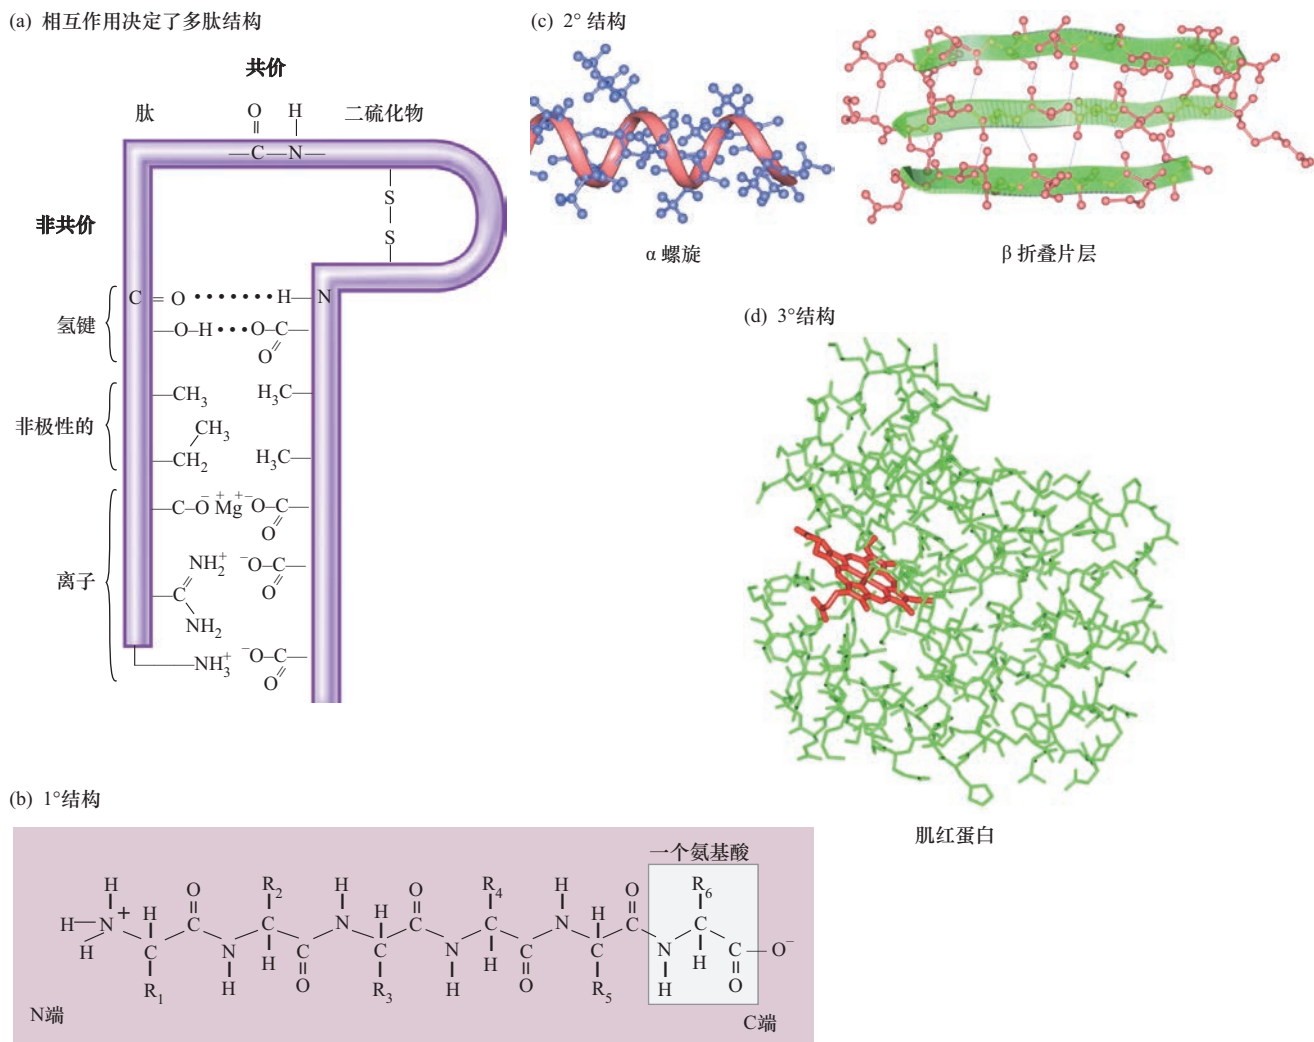 (a) 相互作用决定了多肽结构
共价
肽
O H
二硫化物
—C—N—
S
S
非共价
氢键
C=O•••••••H—N
—O–H•••O–C—
O
非极性的
—CH₃ H₃C—
CH₃
—CH₂ H₃C—
离子
—C–O⁻ ⁺Mg⁺ ⁻O–C—
O
NH₂⁺ ⁻O–C—
C O
NH₂
NH₃⁺ ⁻O–C—
O
(c) 2° 结构
α 螺旋
β 折叠片层
(d) 3°结构
肌红蛋白
(b) 1°结构
一个氨基酸
H O R₂ H O R₄ H O R₆
H—N+ H C C N H C C N H C C
H C N H C C N H C C N H C O⁻
R₁ H O R₃ H O R₅ H O
N端
C端